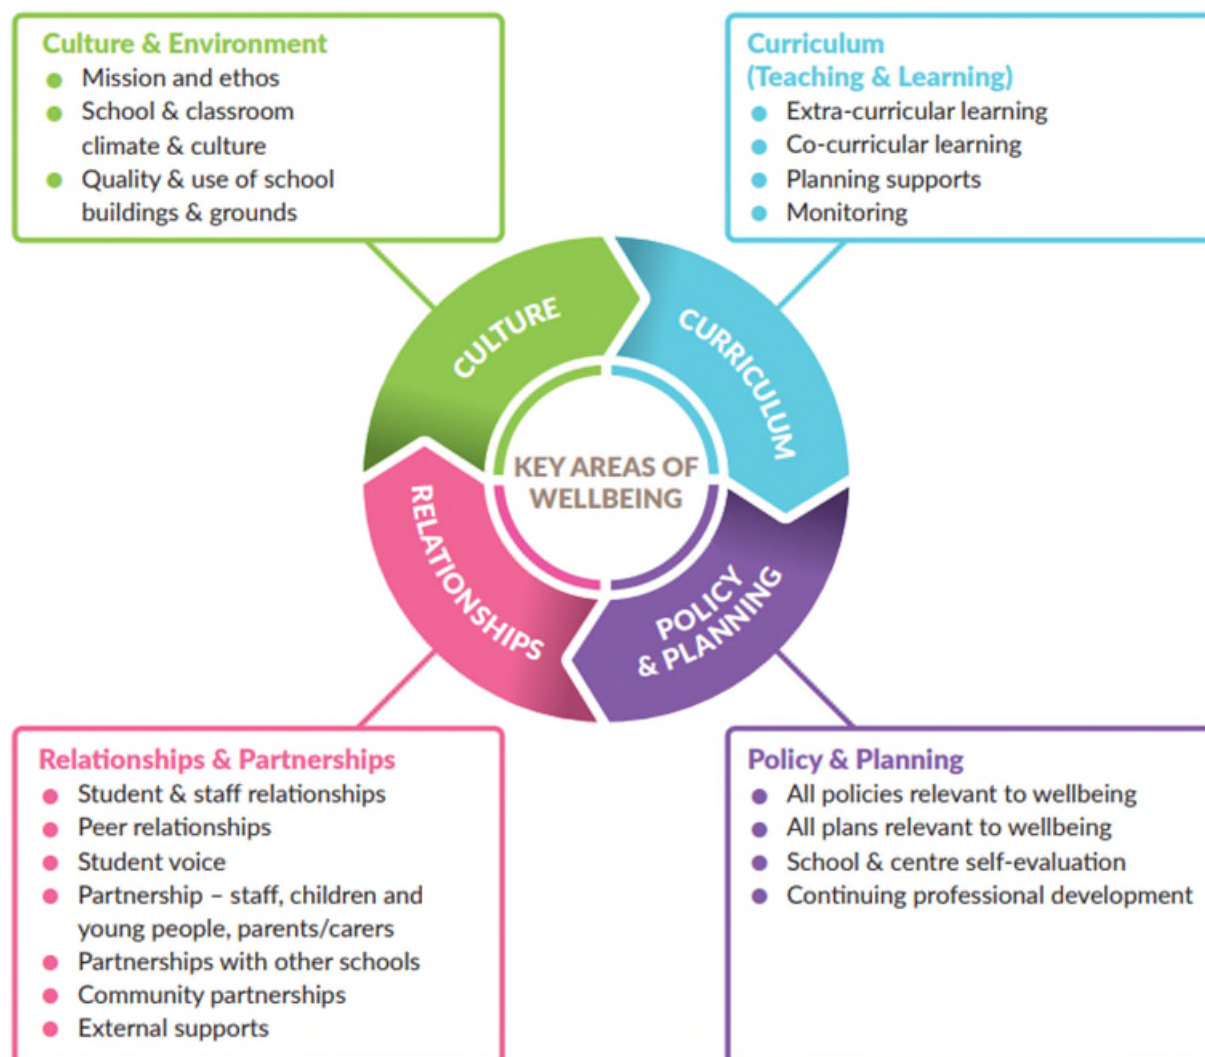 Culture & Environment
Mission and ethos
School & classroom
climate & culture
Quality & use of school
buildings & grounds
Curriculum
(Teaching & Learning)
Extra-curricular learning
Co-curricular learning
Planning supports
Monitoring
CULTURE
CURRICULUM
KEY AREAS OF
WELLBEING
RELATIONSHIPS
POLICY
& PLANNING
Relationships & Partnerships
Student & staff relationships
Peer relationships
Student voice
Partnership – staff, children and
young people, parents/carers
Partnerships with other schools
Community partnerships
External supports
Policy & Planning
All policies relevant to wellbeing
All plans relevant to wellbeing
School & centre self-evaluation
Continuing professional development